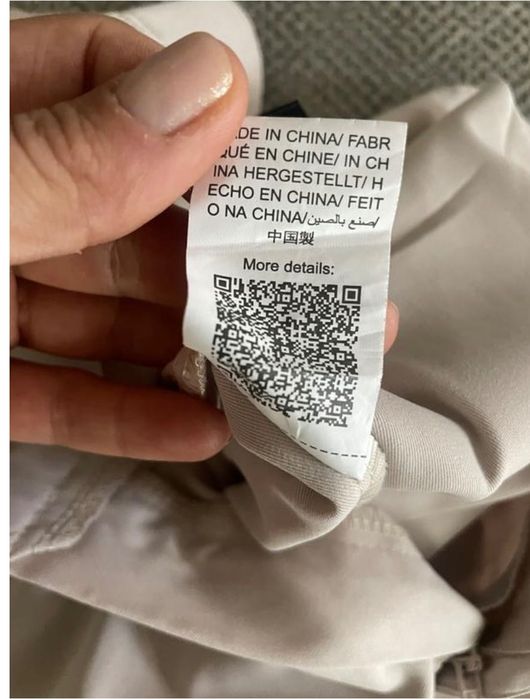 DE IN CHINA/ FABR
QUÉ EN CHINE/ IN CH
INA HERGESTELLT/ H
ECHO EN CHINA/ FEIT
O NA CHINA/صنع بالصين/
中国製
More details: